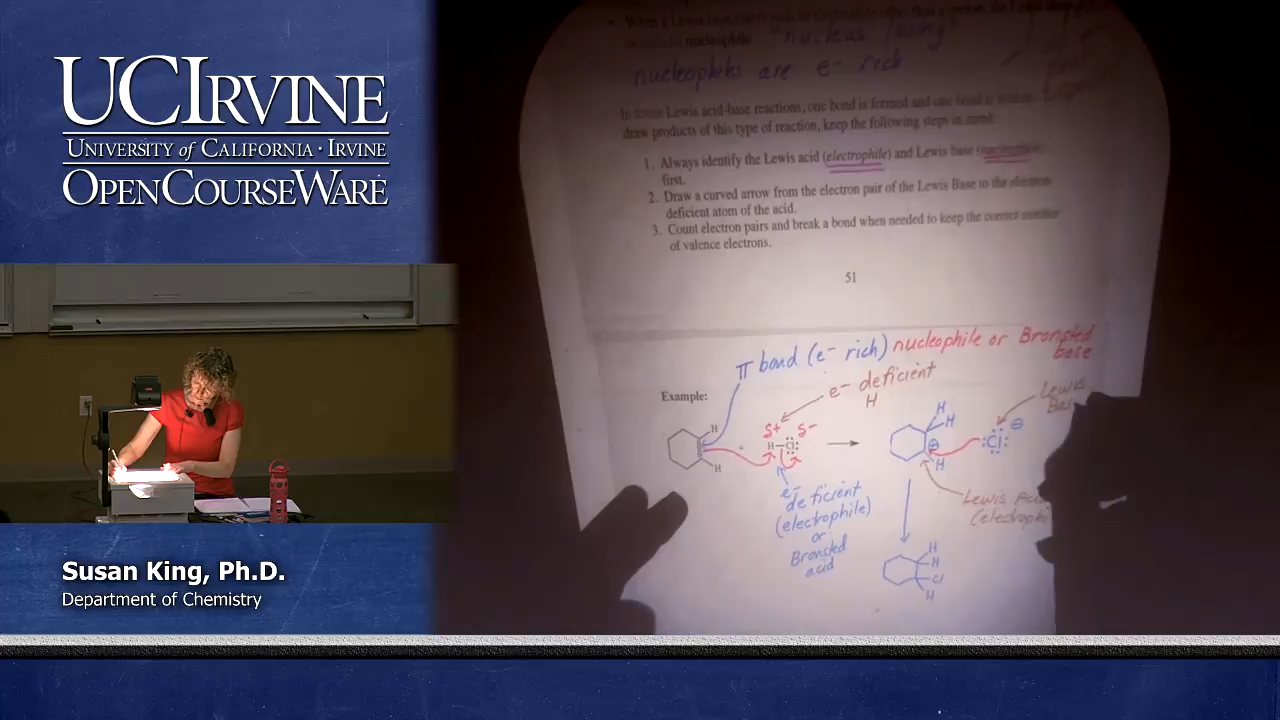 UCIRVINE
UNIVERSITY of CALIFORNIA · IRVINE
OPENCOURSEWARE
Susan King, Ph.D.
Department of Chemistry
nucleophile "nucleus loving"
nucleophiles are e⁻ rich
In some Lewis acid-base reactions, one bond is formed and one bond is
draw products of this type of reaction, keep the following steps in mind:
1. Always identify the Lewis acid (electrophile) and Lewis base (nucleophile)
first.
2. Draw a curved arrow from the electron pair of the Lewis Base to the electron-
deficient atom of the acid.
3. Count electron pairs and break a bond when needed to keep the correct number
of valence electrons.
51
π bond (e⁻ rich) nucleophile or Bronsted
base
Example:
e⁻ deficient
H
Lewis
H
H
+
δ+ δ-
H-Cl
H
H
⊕
H
Cl
⊖
e⁻
deficient
(electrophile)
or
Bronsted
acid
Lewis
H
H
Cl
H